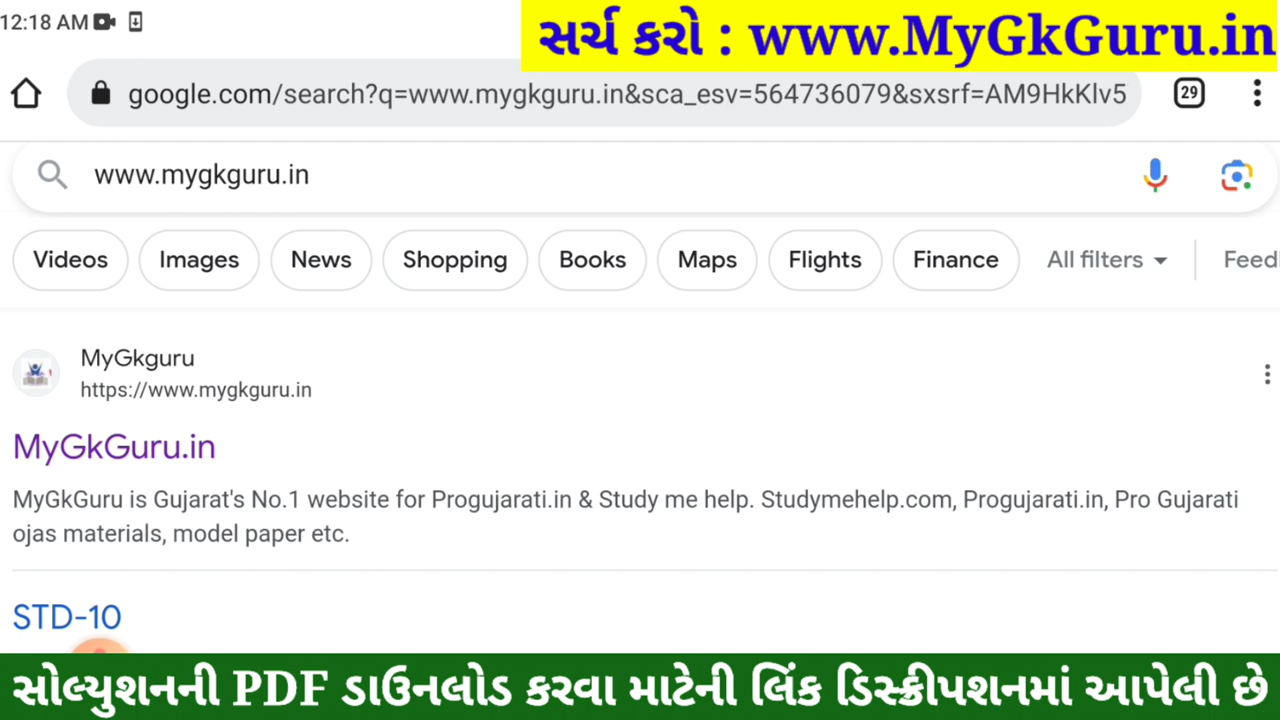 12:18 AM
સર્ચ કરો : www.MyGkGuru.in
google.com/search?q=www.mygkguru.in&sca_esv=564736079&sxsrf=AM9HkKlv5
29
www.mygkguru.in
Videos Images News Shopping Books Maps Flights Finance All filters Feed
MyGkguru
https://www.mygkguru.in
MyGkGuru.in
MyGkGuru is Gujarat's No.1 website for Progujarati.in & Study me help. Studymehelp.com, Progujarati.in, Pro Gujarati
ojas materials, model paper etc.
STD-10
સોલ્યુશનની PDF ડાઉનલોડ કરવા માટેની લિંક ડિસ્ક્રીપશનમાં આપેલી છે